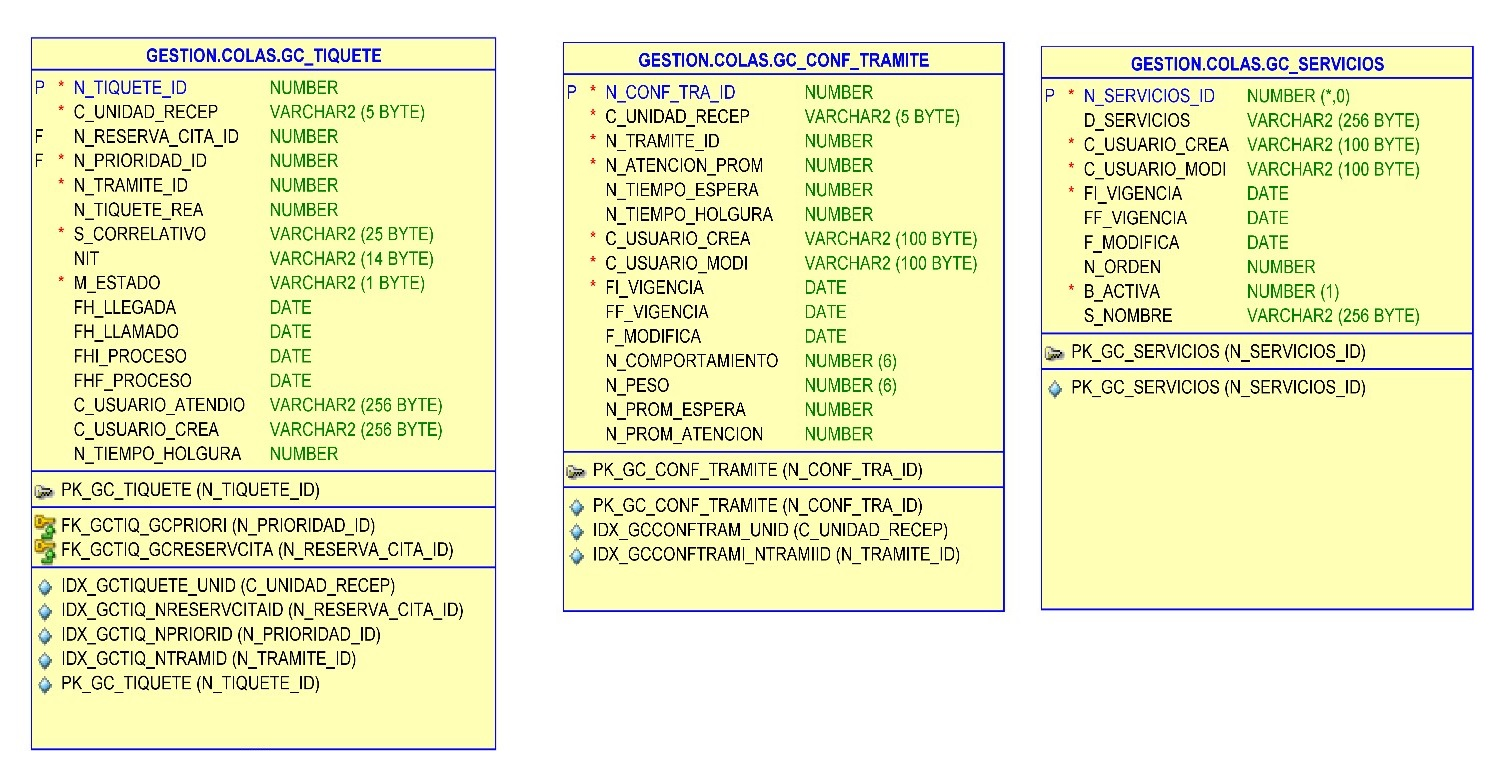 GESTION.COLAS.GC_TIQUETE
P * N_TIQUETE_ID NUMBER
* C_UNIDAD_RECEP VARCHAR2 (5 BYTE)
F N_RESERVA_CITA_ID NUMBER
F * N_PRIORIDAD_ID NUMBER
* N_TRAMITE_ID NUMBER
N_TIQUETE_REA NUMBER
* S_CORRELATIVO VARCHAR2 (25 BYTE)
NIT VARCHAR2 (14 BYTE)
* M_ESTADO VARCHAR2 (1 BYTE)
FH_LLEGADA DATE
FH_LLAMADO DATE
FHI_PROCESO DATE
FHF_PROCESO DATE
C_USUARIO_ATENDIO VARCHAR2 (256 BYTE)
C_USUARIO_CREA VARCHAR2 (256 BYTE)
N_TIEMPO_HOLGURA NUMBER
PK_GC_TIQUETE (N_TIQUETE_ID)
FK_GCTIQ_GCPRIORI (N_PRIORIDAD_ID)
FK_GCTIQ_GCRESERVCITA (N_RESERVA_CITA_ID)
IDX_GCTIQUETE_UNID (C_UNIDAD_RECEP)
IDX_GCTIQ_NRESERVCITAID (N_RESERVA_CITA_ID)
IDX_GCTIQ_NPRIORID (N_PRIORIDAD_ID)
IDX_GCTIQ_NTRAMID (N_TRAMITE_ID)
PK_GC_TIQUETE (N_TIQUETE_ID)
GESTION.COLAS.GC_CONF_TRAMITE
P * N_CONF_TRA_ID NUMBER
* C_UNIDAD_RECEP VARCHAR2 (5 BYTE)
* N_TRAMITE_ID NUMBER
* N_ATENCION_PROM NUMBER
N_TIEMPO_ESPERA NUMBER
N_TIEMPO_HOLGURA NUMBER
* C_USUARIO_CREA VARCHAR2 (100 BYTE)
* C_USUARIO_MODI VARCHAR2 (100 BYTE)
* FI_VIGENCIA DATE
FF_VIGENCIA DATE
F_MODIFICA DATE
N_COMPORTAMIENTO NUMBER (6)
N_PESO NUMBER (6)
N_PROM_ESPERA NUMBER
N_PROM_ATENCION NUMBER
PK_GC_CONF_TRAMITE (N_CONF_TRA_ID)
PK_GC_CONF_TRAMITE (N_CONF_TRA_ID)
IDX_GCCONFTRAM_UNID (C_UNIDAD_RECEP)
IDX_GCCONFTRAMI_NTRAMIID (N_TRAMITE_ID)
GESTION.COLAS.GC_SERVICIOS
P * N_SERVICIOS_ID NUMBER (*,0)
D_SERVICIOS VARCHAR2 (256 BYTE)
* C_USUARIO_CREA VARCHAR2 (100 BYTE)
* C_USUARIO_MODI VARCHAR2 (100 BYTE)
* FI_VIGENCIA DATE
FF_VIGENCIA DATE
F_MODIFICA DATE
N_ORDEN NUMBER
* B_ACTIVA NUMBER (1)
S_NOMBRE VARCHAR2 (256 BYTE)
PK_GC_SERVICIOS (N_SERVICIOS_ID)
PK_GC_SERVICIOS (N_SERVICIOS_ID)